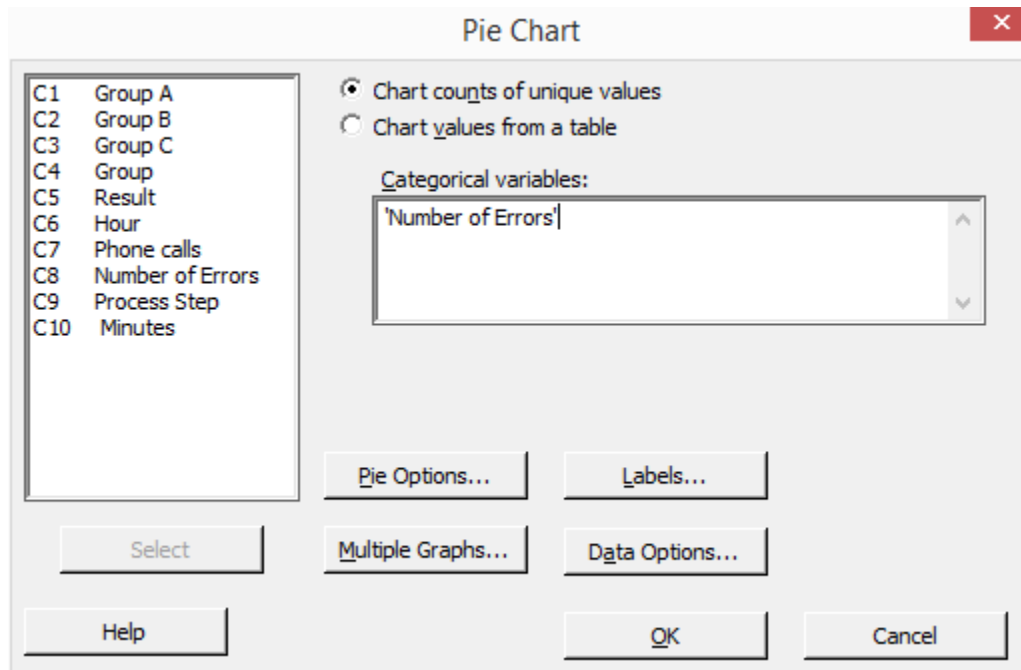 Pie Chart
C1 Group A
C2 Group B
C3 Group C
C4 Group
C5 Result
C6 Hour
C7 Phone calls
C8 Number of Errors
C9 Process Step
C10 Minutes
Chart counts of unique values
Chart values from a table
Categorical variables:
'Number of Errors'
Pie Options...
Labels...
Select
Multiple Graphs...
Data Options...
Help
OK
Cancel